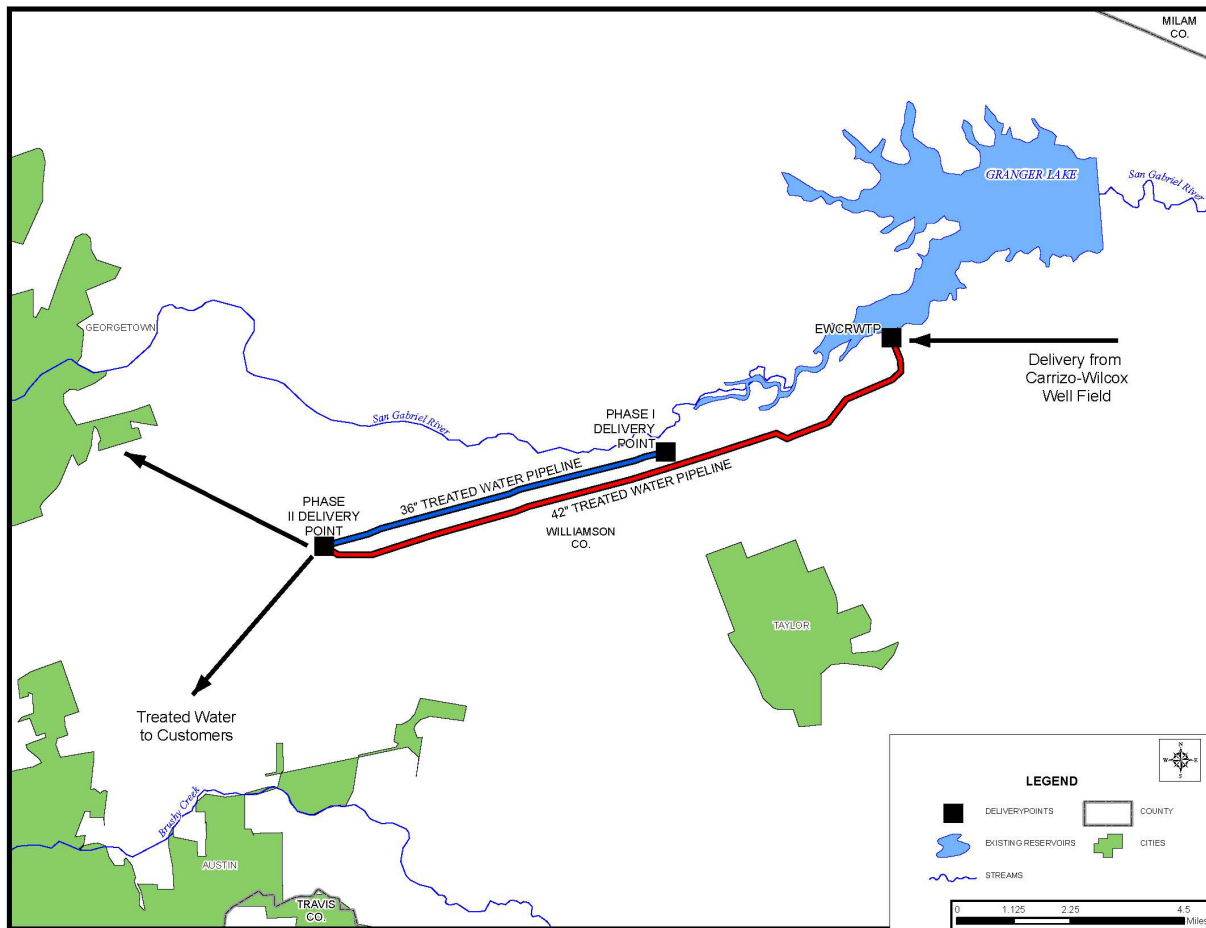 MILAM
CO.
GRANGER LAKE
San Gabriel River
GEORGETOWN
EWCRWTP
Delivery from
Carrizo-Wilcox
Well Field
San Gabriel River
PHASE I
DELIVERY
POINT
36" TREATED WATER PIPELINE
42" TREATED WATER PIPELINE
PHASE
II DELIVERY
POINT
WILLIAMSON
CO.
TAYLOR
Treated Water
to Customers
Brushy Creek
AUSTIN
TRAVIS
CO.
N
W E
S
LEGEND
DELIVERYPOINTS
COUNTY
EXISTING RESERVOIRS
CITIES
STREAMS
0 1.125 2.25 4.5
Miles